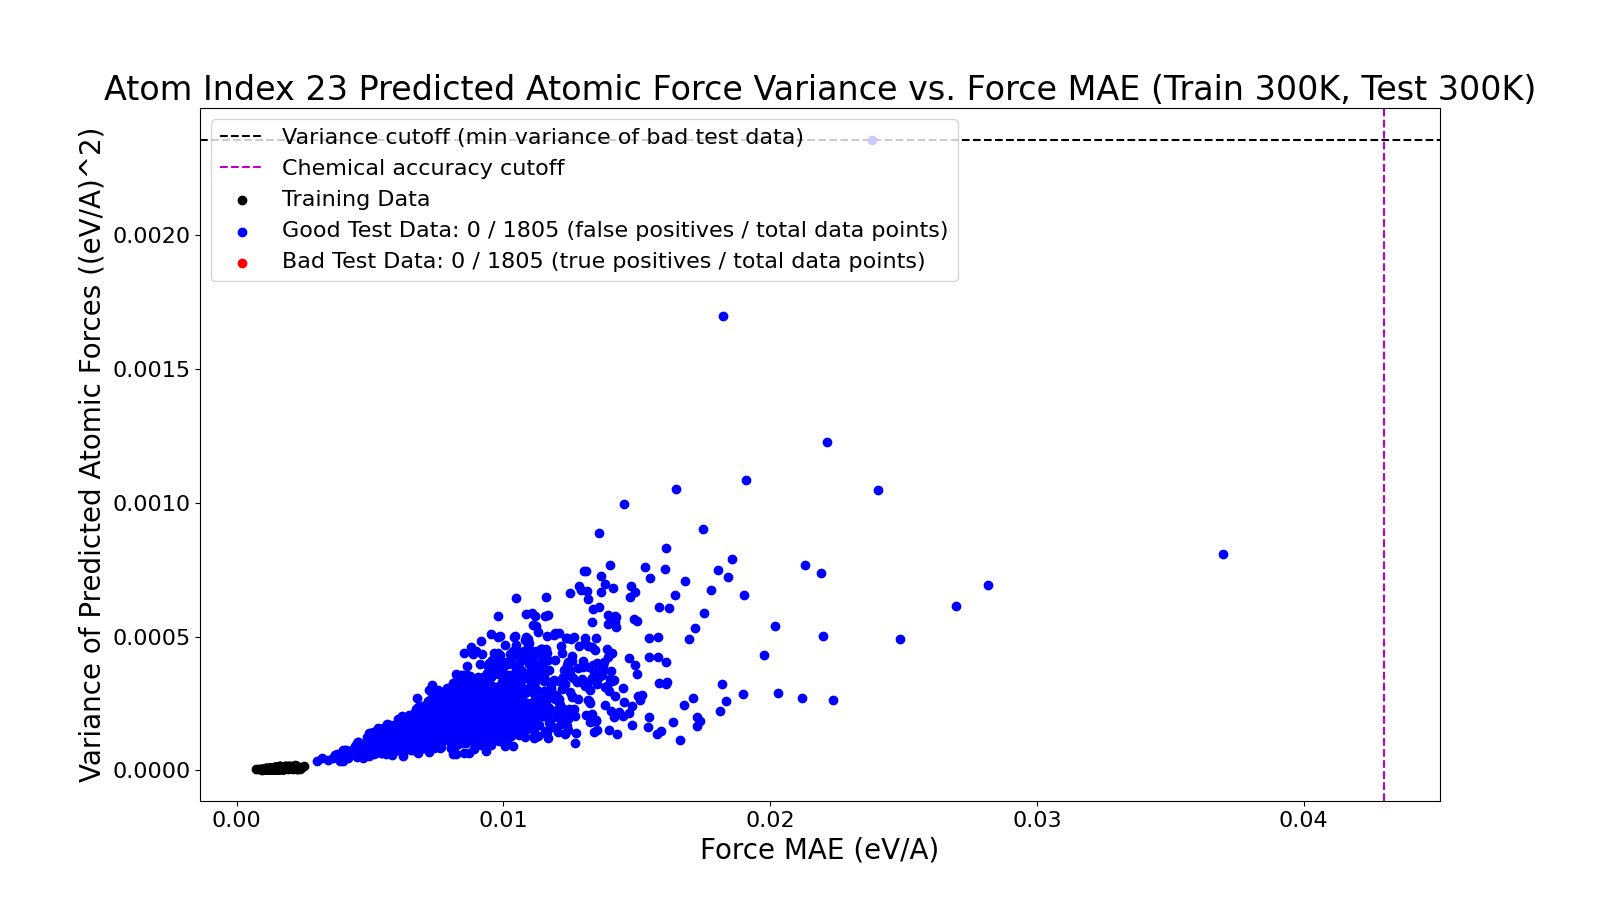 Atom Index 23 Predicted Atomic Force Variance vs. Force MAE (Train 300K, Test 300K)
Variance of Predicted Atomic Forces ((eV/A)^2)
Variance cutoff (min variance of bad test data)
Chemical accuracy cutoff
Training Data
Good Test Data: 0 / 1805 (false positives / total data points)
Bad Test Data: 0 / 1805 (true positives / total data points)
0.0020
0.0015
0.0010
0.0005
0.0000
0.00
0.01
0.02
0.03
0.04
Force MAE (eV/A)